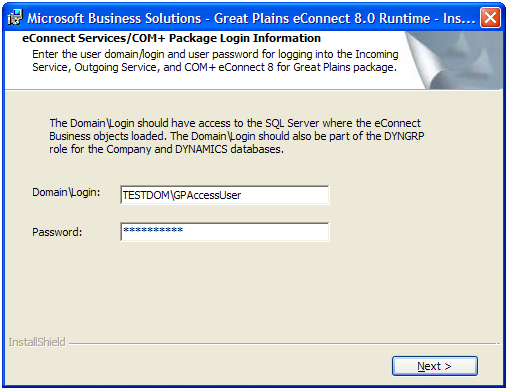 Microsoft Business Solutions - Great Plains eConnect 8.0 Runtime - Ins...
eConnect Services/COM+ Package Login Information
Enter the user domain/login and user password for logging into the Incoming
Service, Outgoing Service, and COM+ eConnect 8 for Great Plains package.
The Domain\Login should have access to the SQL Server where the eConnect
Business objects loaded. The Domain\Login should also be part of the DYNGRP
role for the Company and DYNAMICS databases.
Domain\Login: TESTDOM\GPAccessUser
Password: **********
InstallShield
Next >